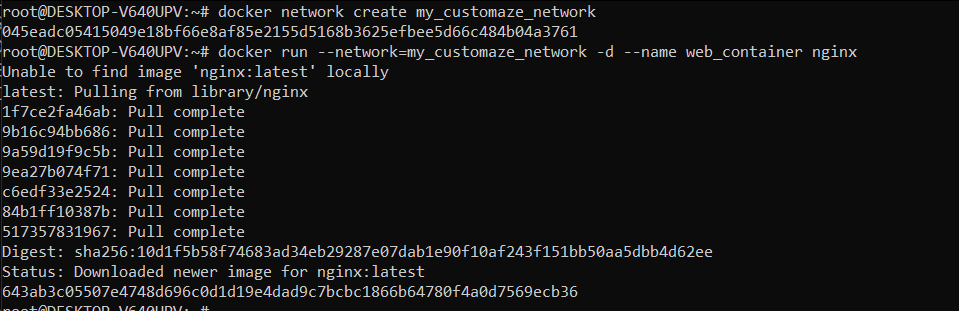 root@DESKTOP-V640UPV:~# docker network create my_customaze_network
045eadc05415049e18bf66e8af85e2155d5168b3625efbee5d66c484b04a3761
root@DESKTOP-V640UPV:~# docker run --network=my_customaze_network -d --name web_container nginx
Unable to find image 'nginx:latest' locally
latest: Pulling from library/nginx
1f7ce2fa46ab: Pull complete
9b16c94bb686: Pull complete
9a59d19f9c5b: Pull complete
9ea27b074f71: Pull complete
c6edf33e2524: Pull complete
84b1ff10387b: Pull complete
517357831967: Pull complete
Digest: sha256:10d1f5b58f74683ad34eb29287e07dab1e90f10af243f151bb50aa5dbb4d62ee
Status: Downloaded newer image for nginx:latest
643ab3c05507e4748d696c0d1d19e4dad9c7bcbc1866b64780f4a0d7569ecb36
root@DESKTOP-V640UPV:~#